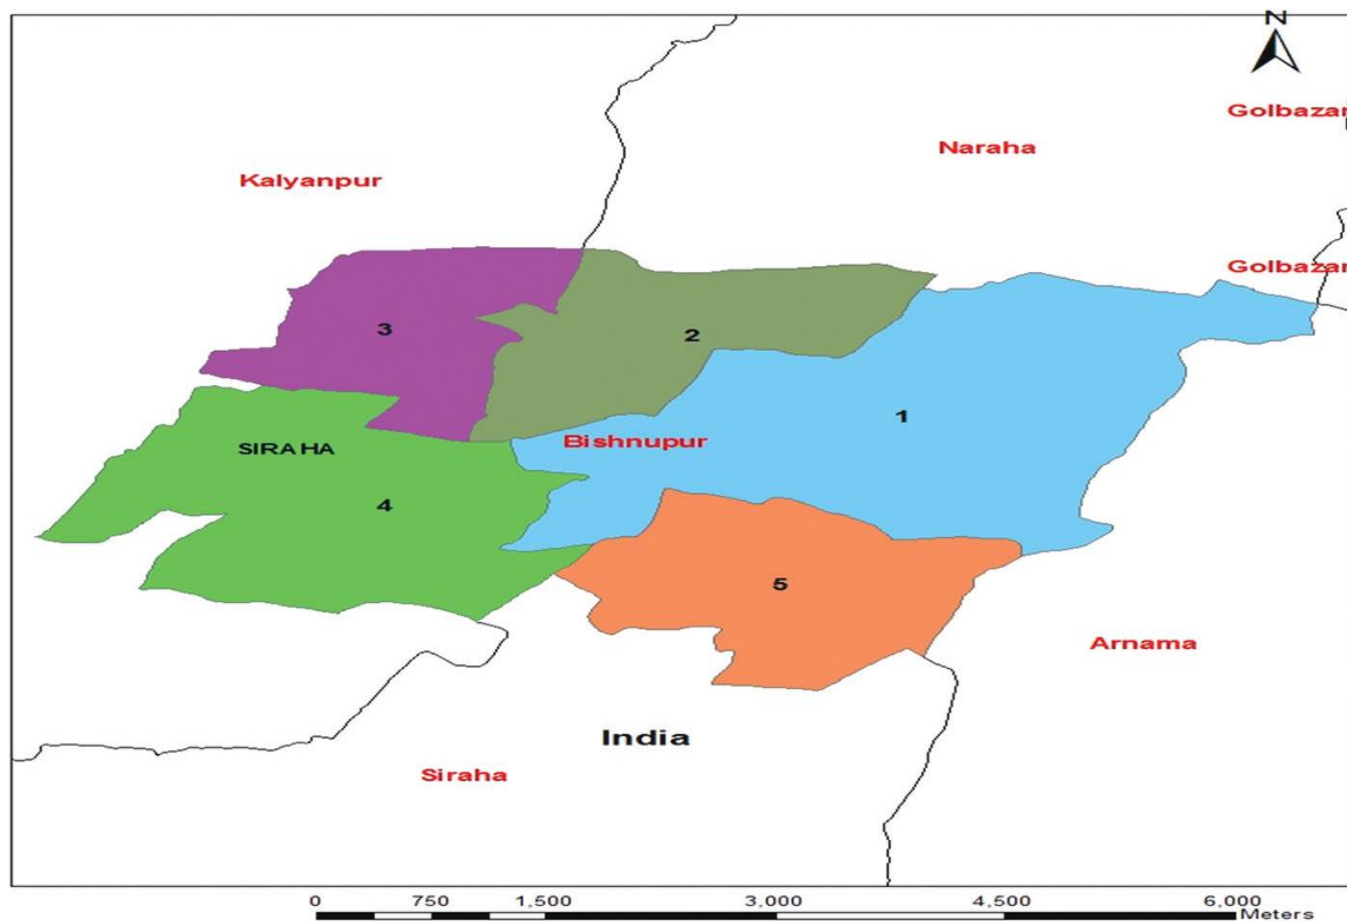 N
Golbazar
Naraha
Kalyanpur
Golbazar
3
2
1
Bishnupur
SIRAHA
4
5
Arnama
India
Siraha
0 750 1,500 3,000 4,500 6,000
Meters